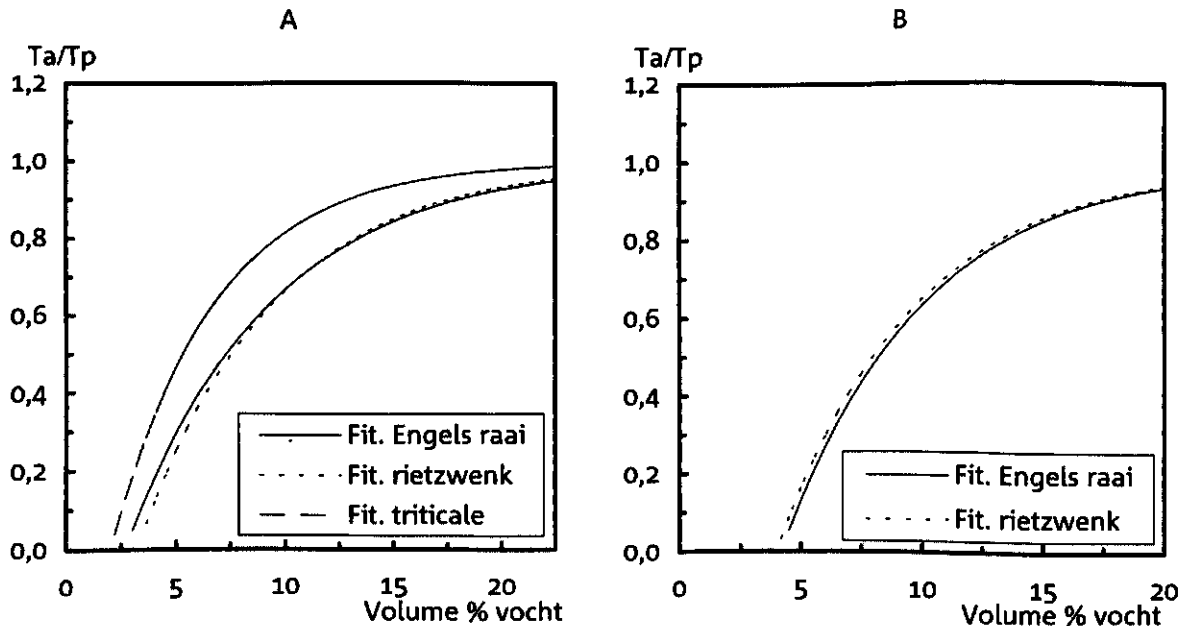 A
Ta/Tp
1,2
1,0
0,8
0,6
0,4
0,2
0,0
0 5 10 15 20
Volume % vocht
Fit. Engels raai
Fit. rietzwenk
Fit. triticale
B
Ta/Tp
1,2
1,0
0,8
0,6
0,4
0,2
0,0
0 5 10 15 20
Volume % vocht
Fit. Engels raai
Fit. rietzwenk